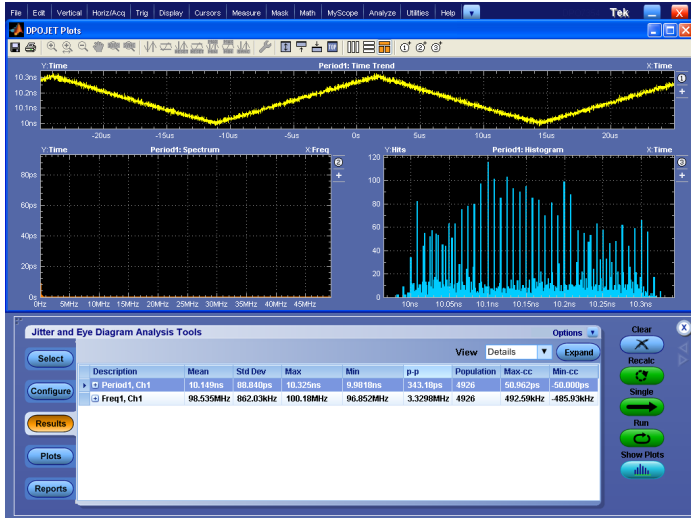 File Edit Vertical Horiz/Acq Trig Display Cursors Measure Mask Math MyScope Analyze Utilities Help Tek
DPOJET Plots
Y:Time Period1: Time Trend X:Time
10.3ns
10.2ns
10.1ns
10ns
-20us -15us -10us -5us 0s 5us 10us 15us 20us
Y:Time Period1: Spectrum X:Freq
80ps
60ps
40ps
20ps
0s
0Hz 5MHz 10MHz 15MHz 20MHz 25MHz 30MHz 35MHz 40MHz 45MHz
Y:Hits Period1: Histogram X:Time
120
100
80
60
40
20
0
10ns 10.05ns 10.1ns 10.15ns 10.2ns 10.25ns 10.3ns
1
2
3
Jitter and Eye Diagram Analysis Tools Options
View Details Expand
Select
Configure
Results
Plots
Reports
Description Mean Std Dev Max Min p-p Population Max-cc Min-cc
Period1, Ch1 10.149ns 88.840ps 10.325ns 9.9818ns 343.18ps 4926 50.962ps -50.000ps
Freq1, Ch1 98.535MHz 862.03kHz 100.18MHz 96.852MHz 3.3298MHz 4926 492.59kHz -485.93kHz
Clear
Recalc
Single
Run
Show Plots